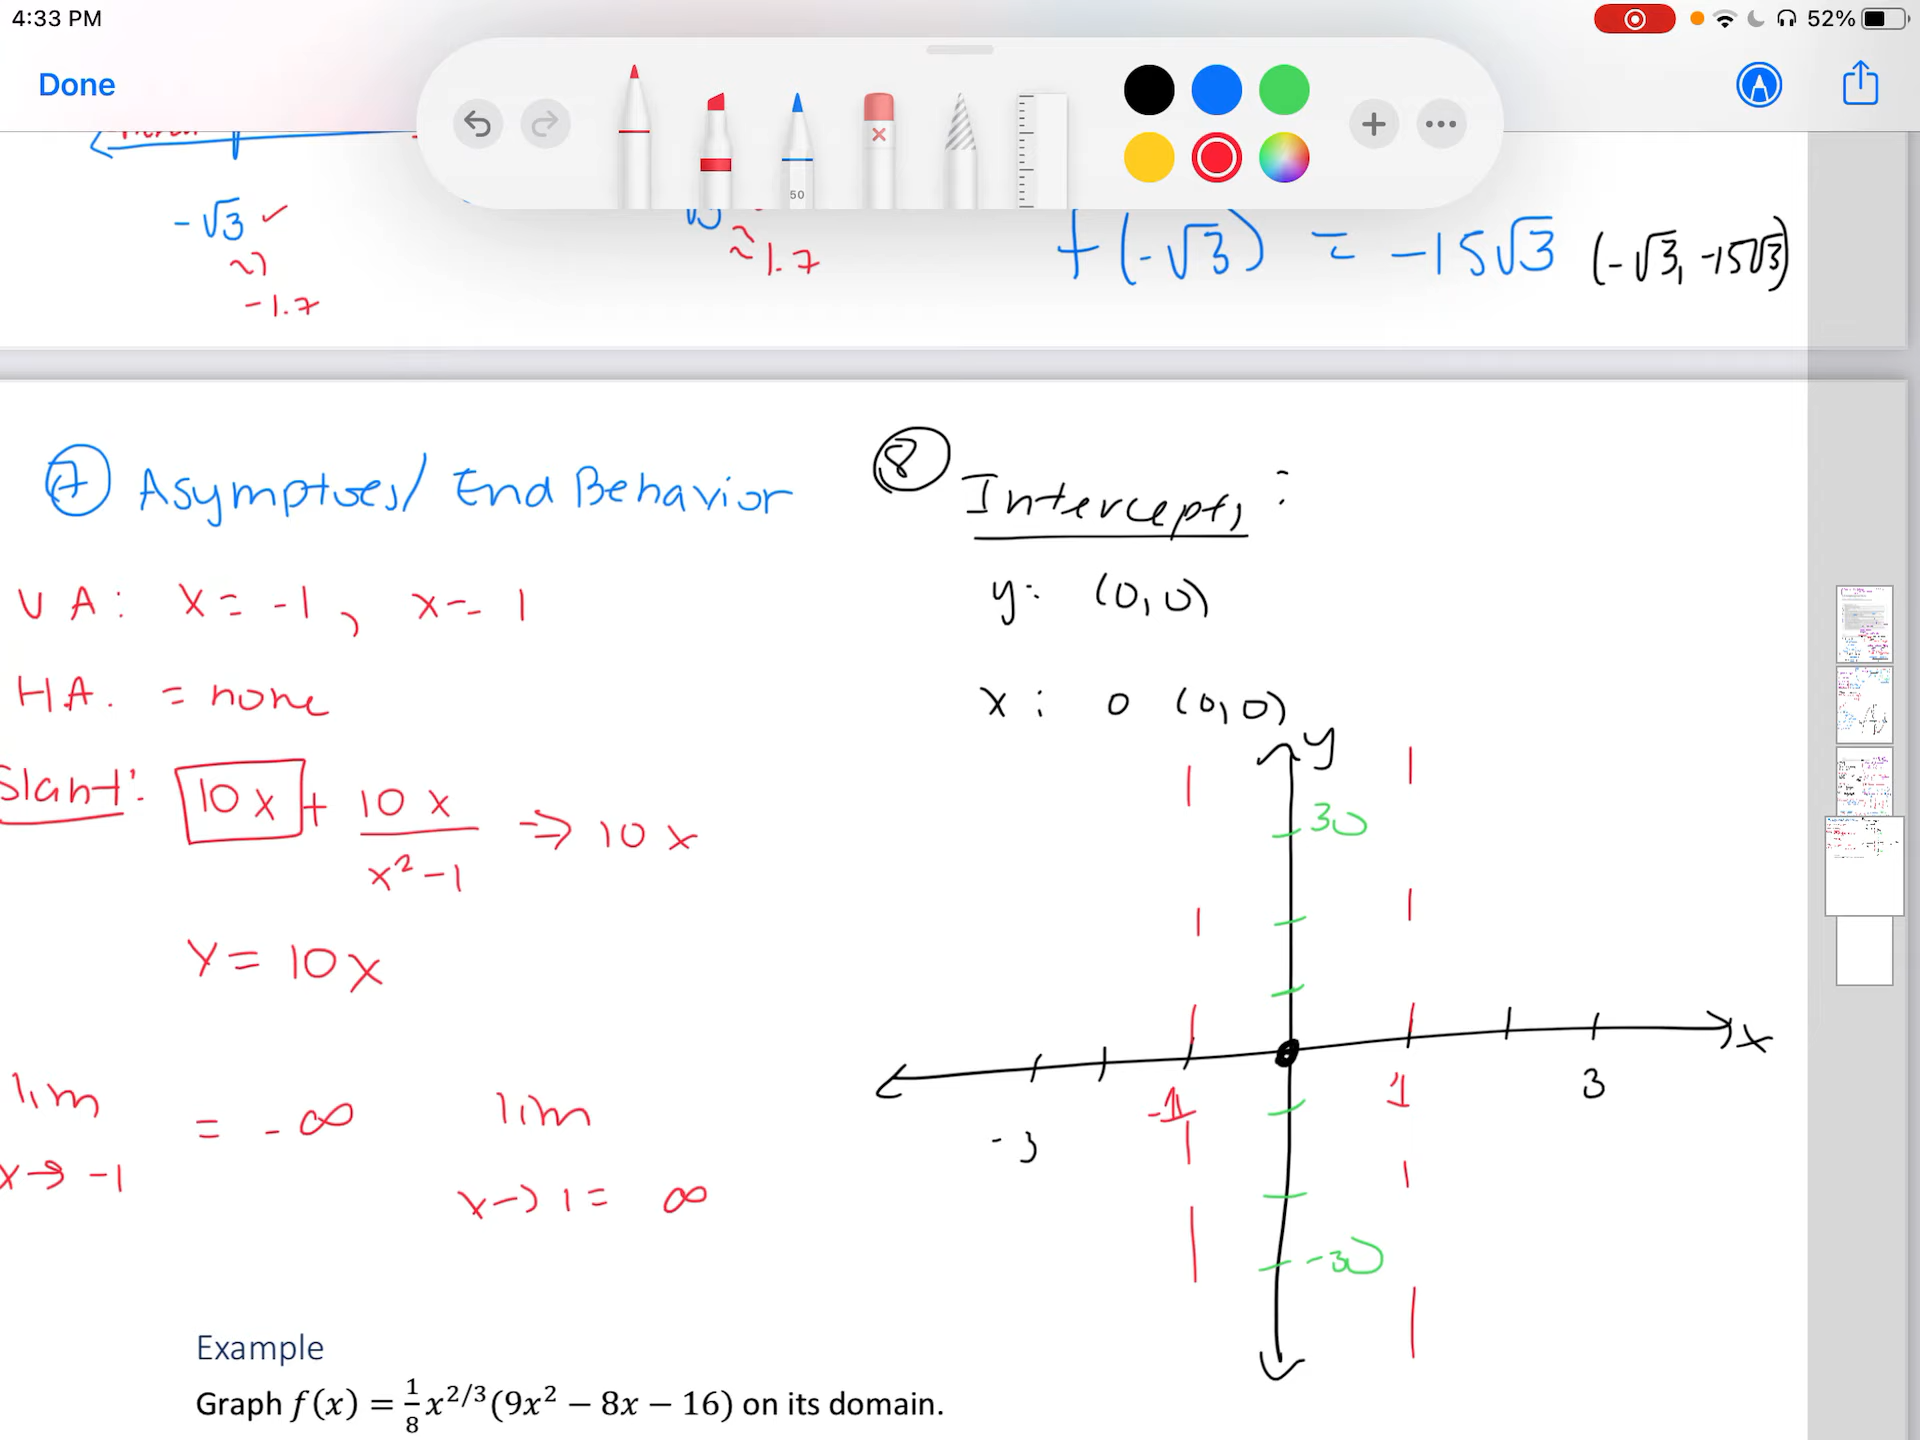 4:33 PM
52%
Done
50
-√3 ✓
≈
-1.7
≈1.7
f(-√3) = -15√3 (-√3, -15√3)
⑦ Asymptoes/ End Behavior
VA: x = -1, x = 1
HA. = none
Slant: 10x + 10x/(x²-1) → 10x
Y = 10x
lim x→ -1 = -∞
lim x→1 = ∞
⑧ Intercepts:
y: (0,0)
x: 0 (0,0)
y
30
x
-3
-1
1
3
-30
Example
Graph f(x) = 1/8 x^2/3(9x² − 8x − 16) on its domain.